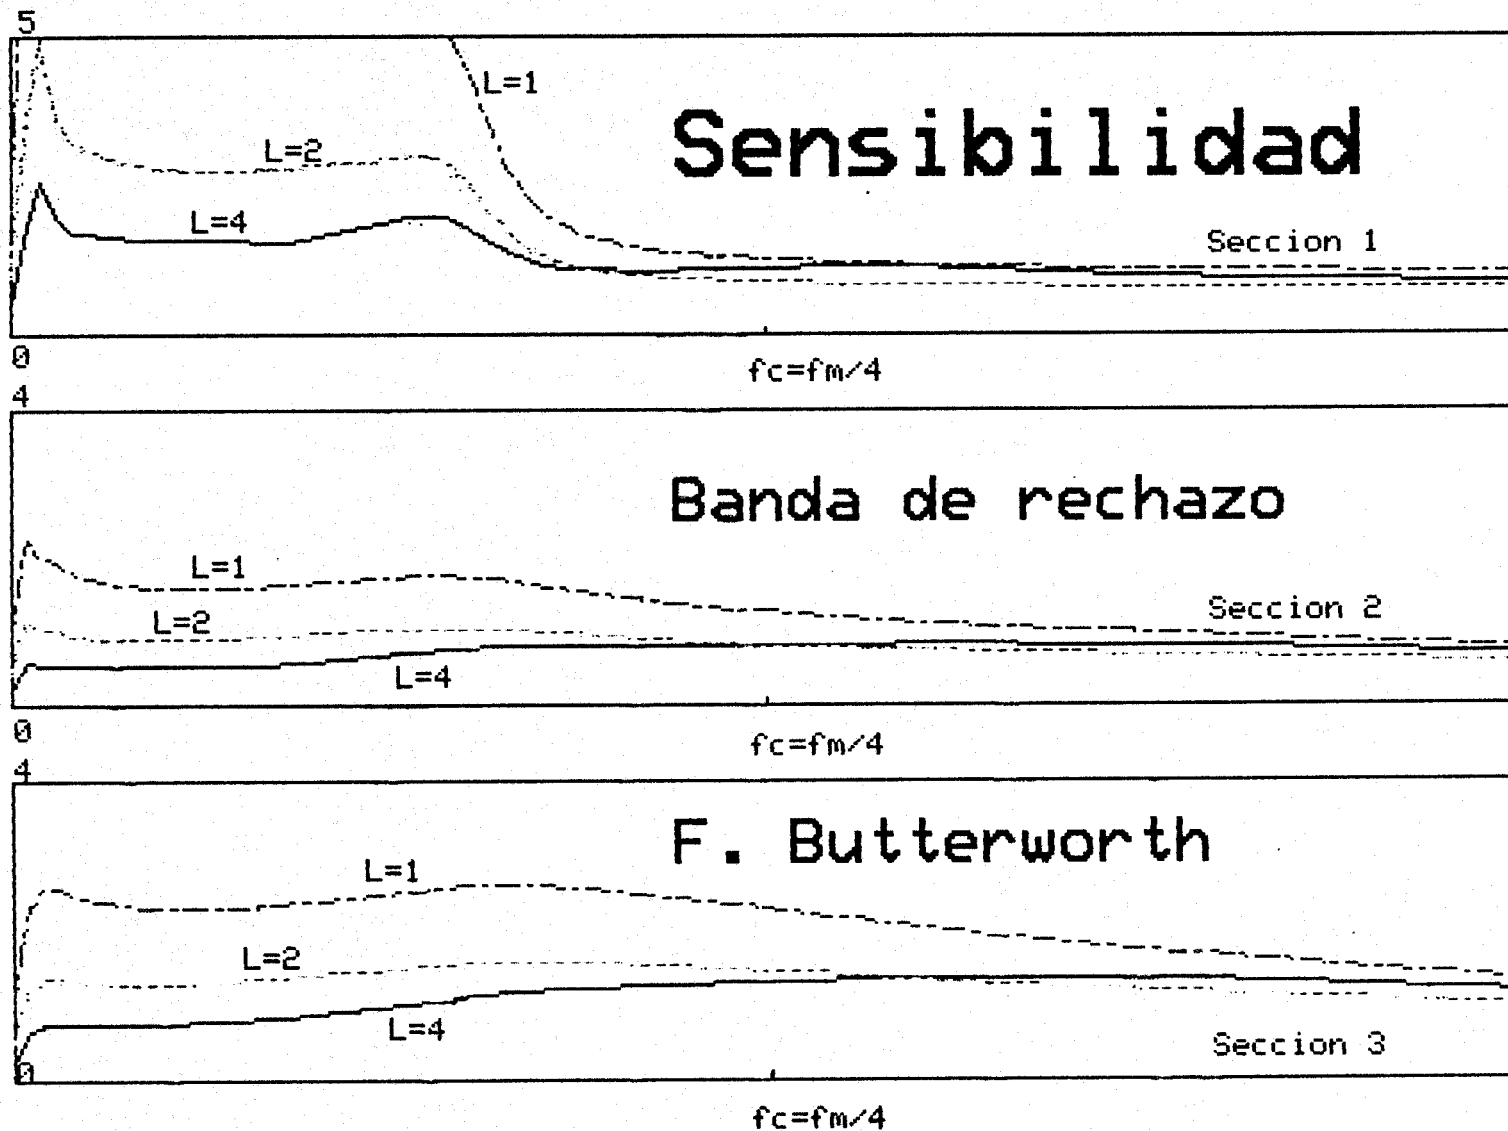 5
L=1
Sensibilidad
L=2
L=4
Seccion 1
0
fc=fm/4
4
Banda de rechazo
L=1
L=2
Seccion 2
L=4
0
fc=fm/4
4
F. Butterworth
L=1
L=2
L=4
Seccion 3
0
fc=fm/4